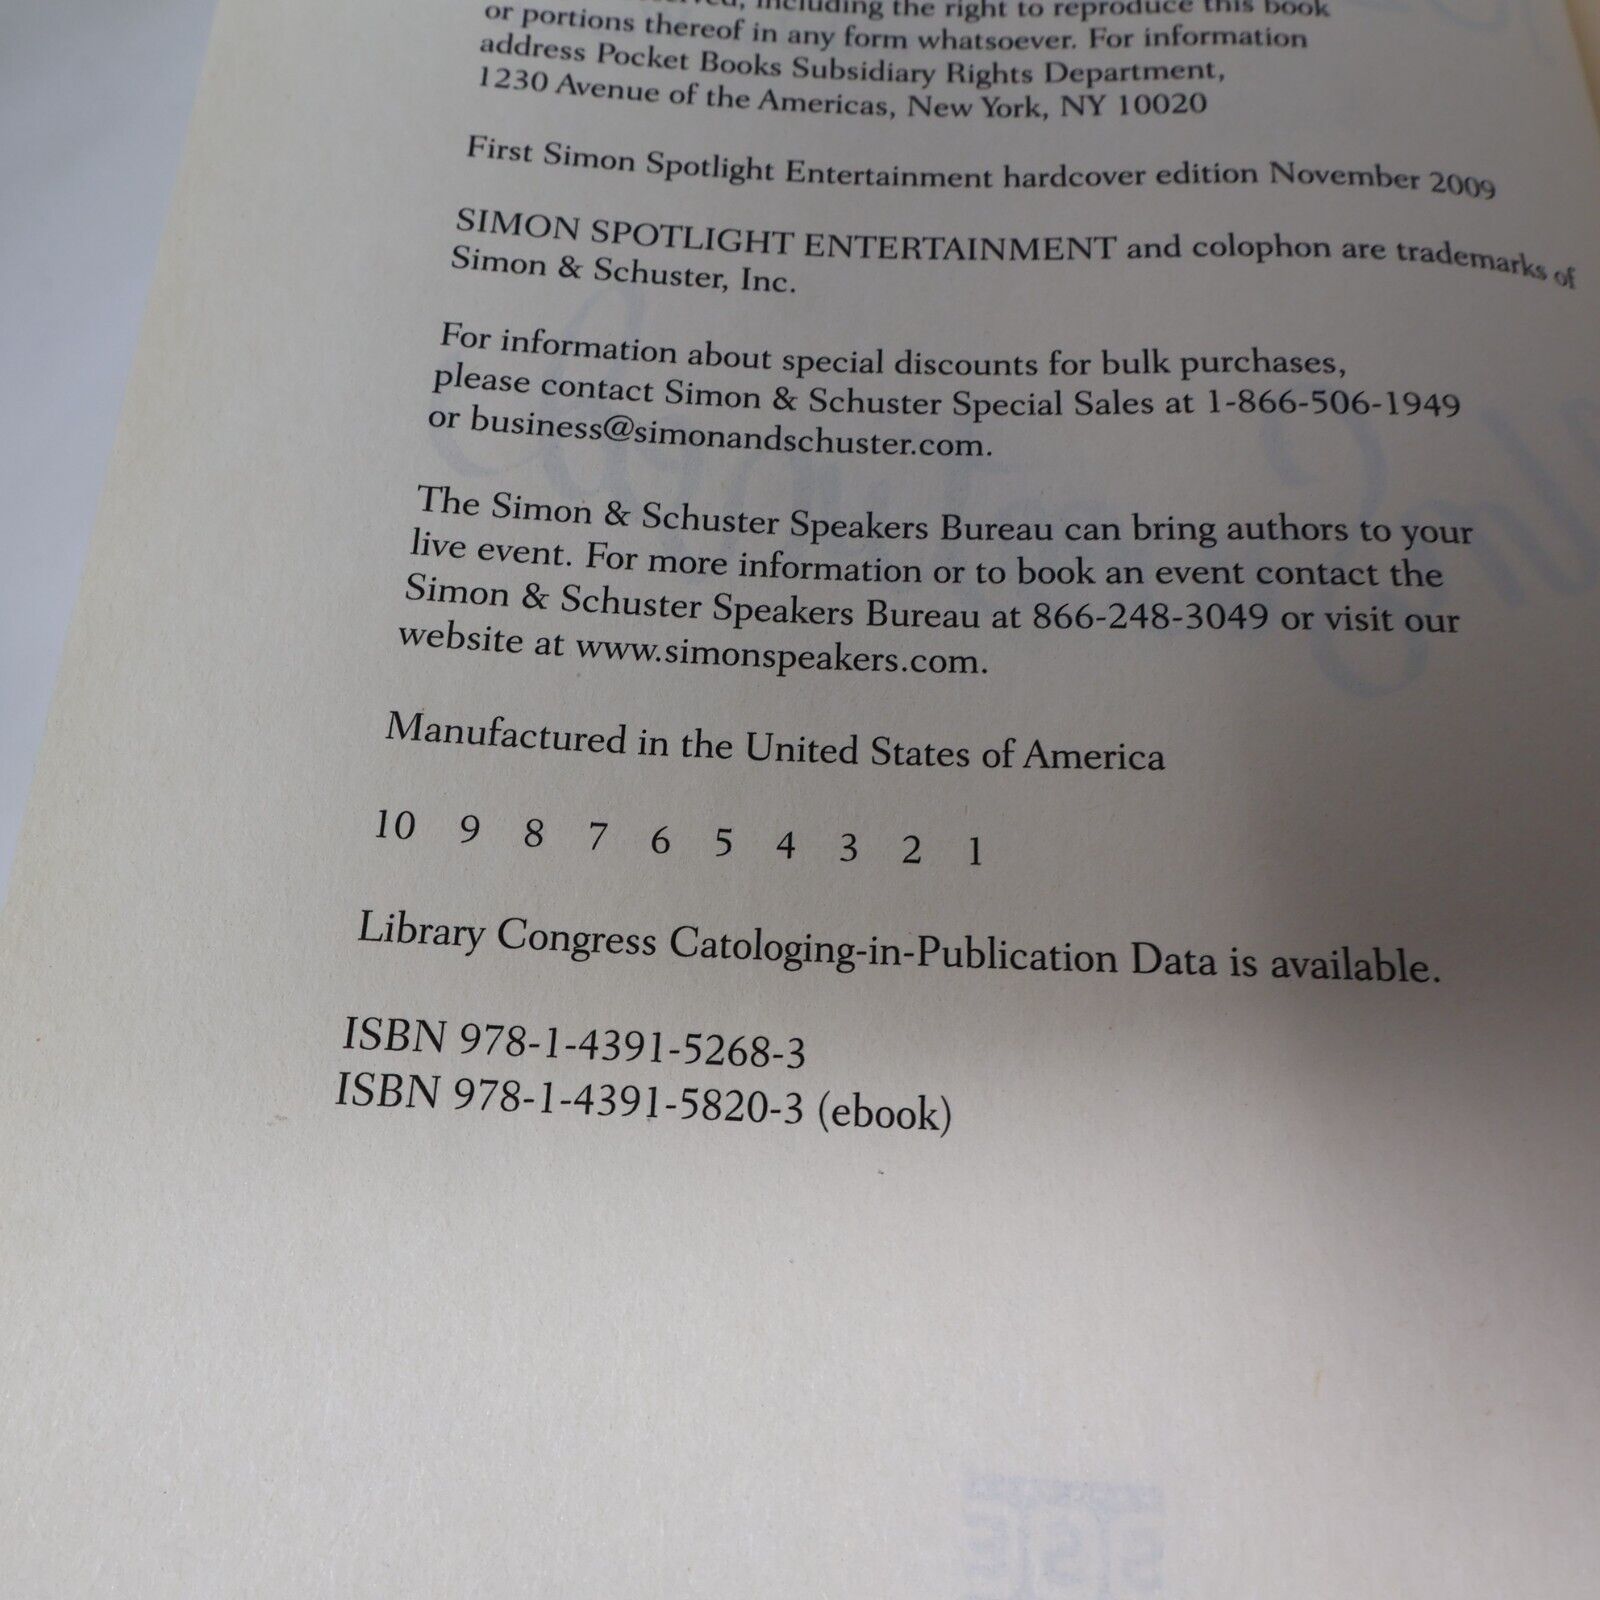 including the right to reproduce this book
or portions thereof in any form whatsoever. For information
address Pocket Books Subsidiary Rights Department,
1230 Avenue of the Americas, New York, NY 10020
First Simon Spotlight Entertainment hardcover edition November 2009
SIMON SPOTLIGHT ENTERTAINMENT and colophon are trademarks of
Simon & Schuster, Inc.
For information about special discounts for bulk purchases,
please contact Simon & Schuster Special Sales at 1-866-506-1949
or business@simonandschuster.com.
The Simon & Schuster Speakers Bureau can bring authors to your
live event. For more information or to book an event contact the
Simon & Schuster Speakers Bureau at 866-248-3049 or visit our
website at www.simonspeakers.com.
Manufactured in the United States of America
10 9 8 7 6 5 4 3 2 1
Library Congress Catologing-in-Publication Data is available.
ISBN 978-1-4391-5268-3
ISBN 978-1-4391-5820-3 (ebook)